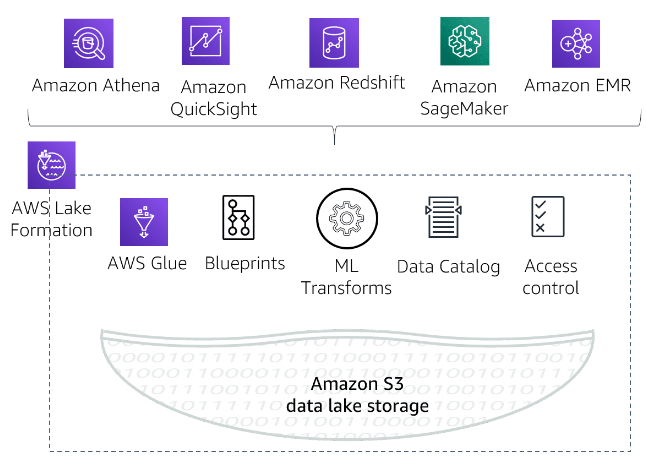 Amazon Athena
Amazon
QuickSight
Amazon Redshift
Amazon
SageMaker
Amazon EMR
AWS Lake
Formation
AWS Glue
Blueprints
ML
Transforms
Data Catalog
Access
control
Amazon S3
data lake storage